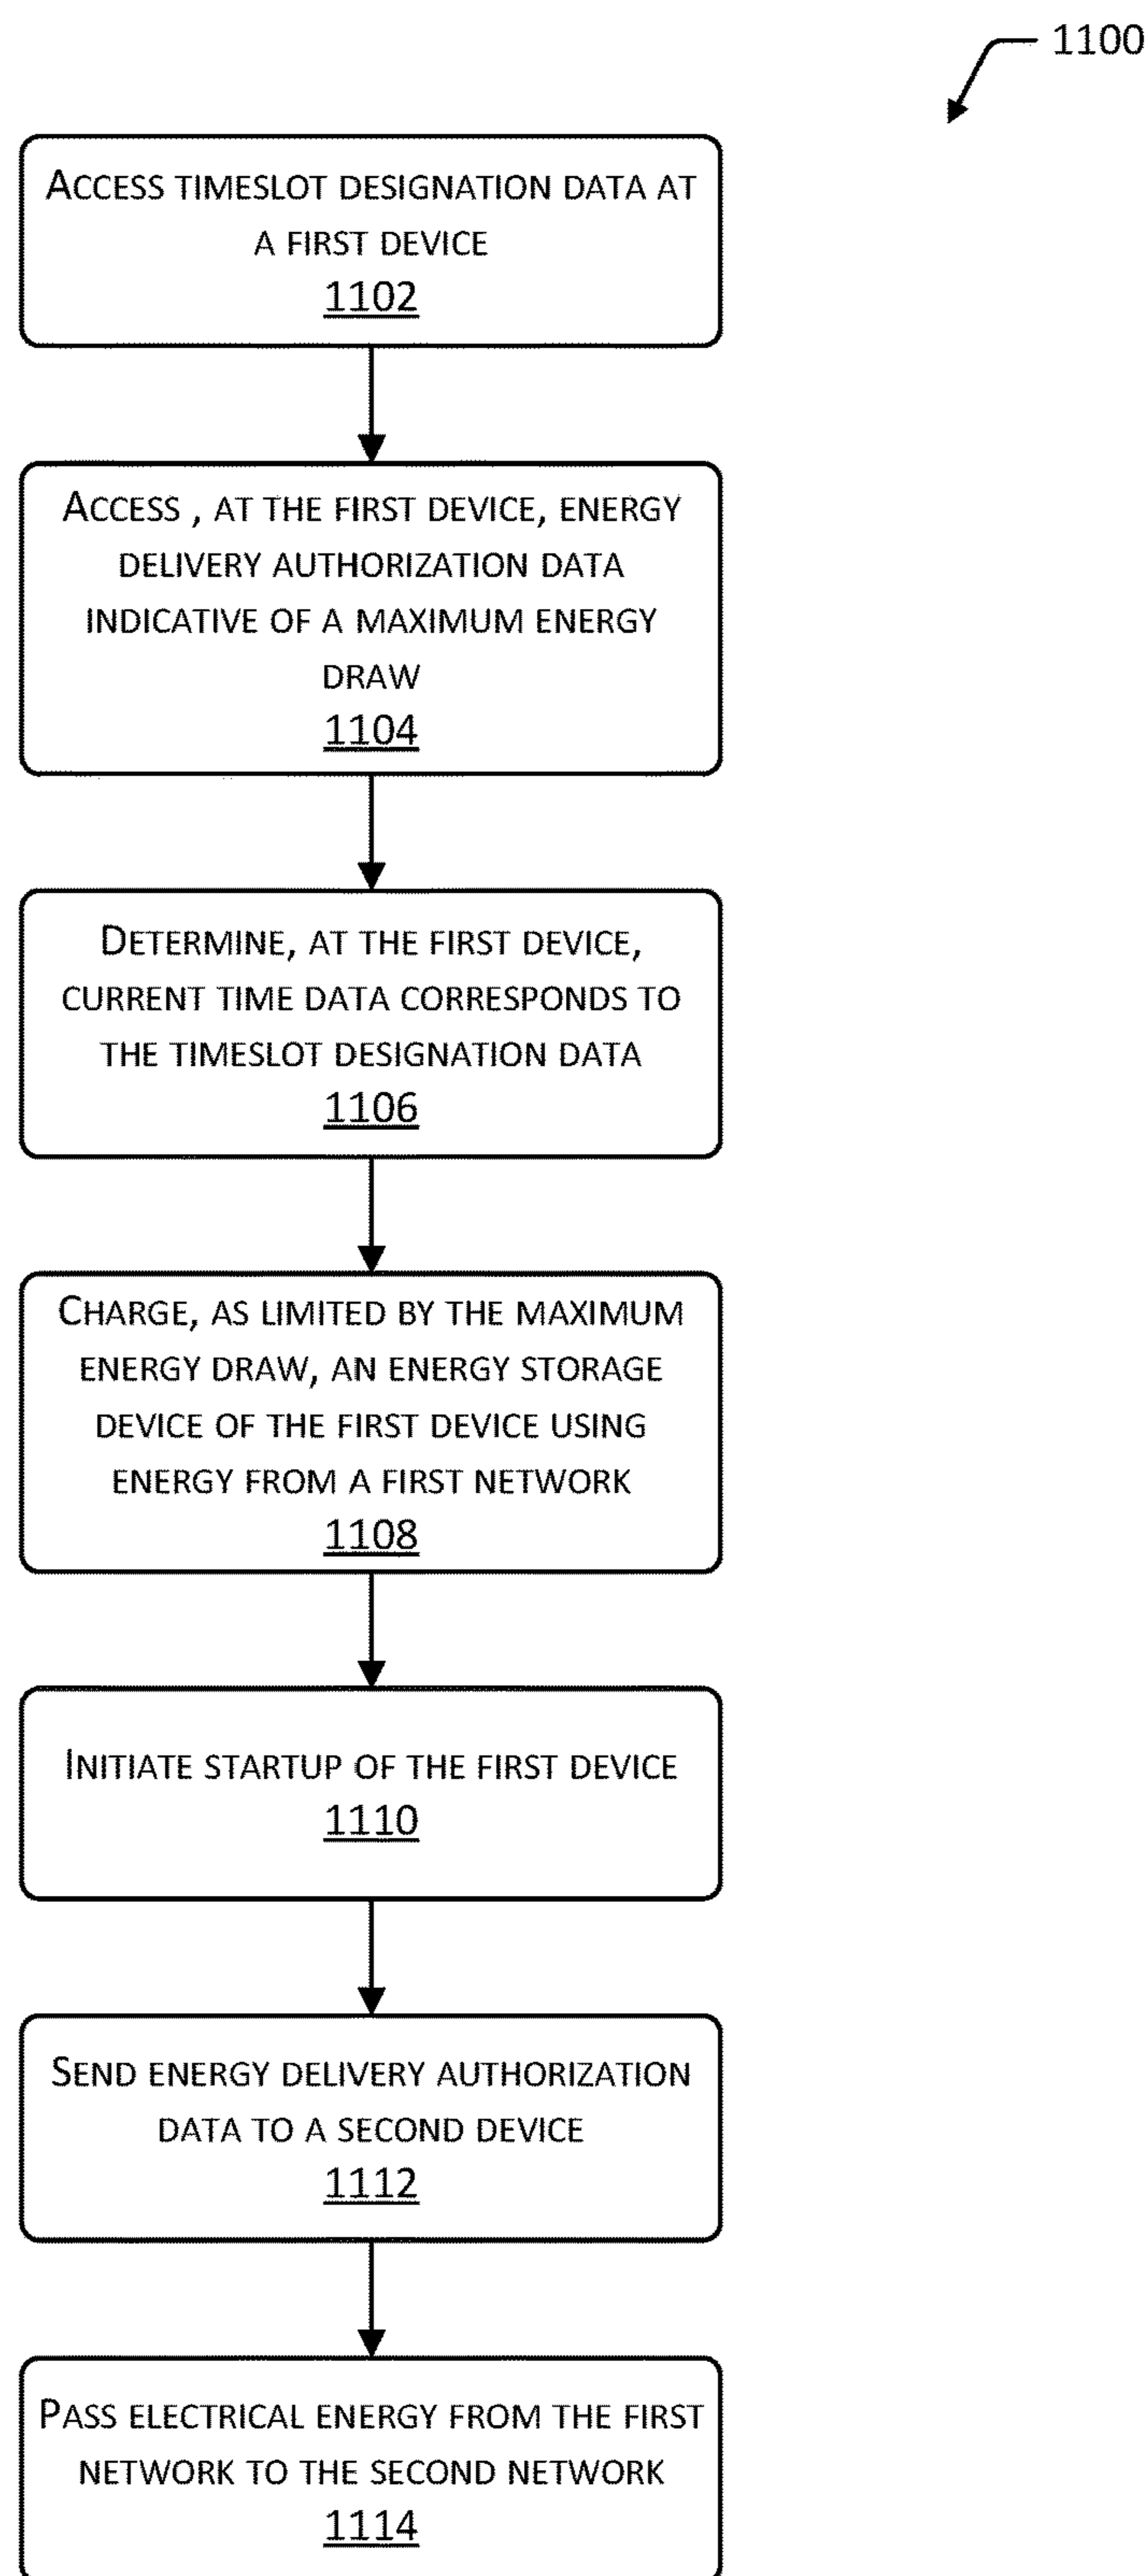 1100
ACCESS TIMESLOT DESIGNATION DATA AT
A FIRST DEVICE
1102
ACCESS , AT THE FIRST DEVICE, ENERGY
DELIVERY AUTHORIZATION DATA
INDICATIVE OF A MAXIMUM ENERGY
DRAW
1104
DETERMINE, AT THE FIRST DEVICE,
CURRENT TIME DATA CORRESPONDS TO
THE TIMESLOT DESIGNATION DATA
1106
CHARGE, AS LIMITED BY THE MAXIMUM
ENERGY DRAW, AN ENERGY STORAGE
DEVICE OF THE FIRST DEVICE USING
ENERGY FROM A FIRST NETWORK
1108
INITIATE STARTUP OF THE FIRST DEVICE
1110
SEND ENERGY DELIVERY AUTHORIZATION
DATA TO A SECOND DEVICE
1112
PASS ELECTRICAL ENERGY FROM THE FIRST
NETWORK TO THE SECOND NETWORK
1114